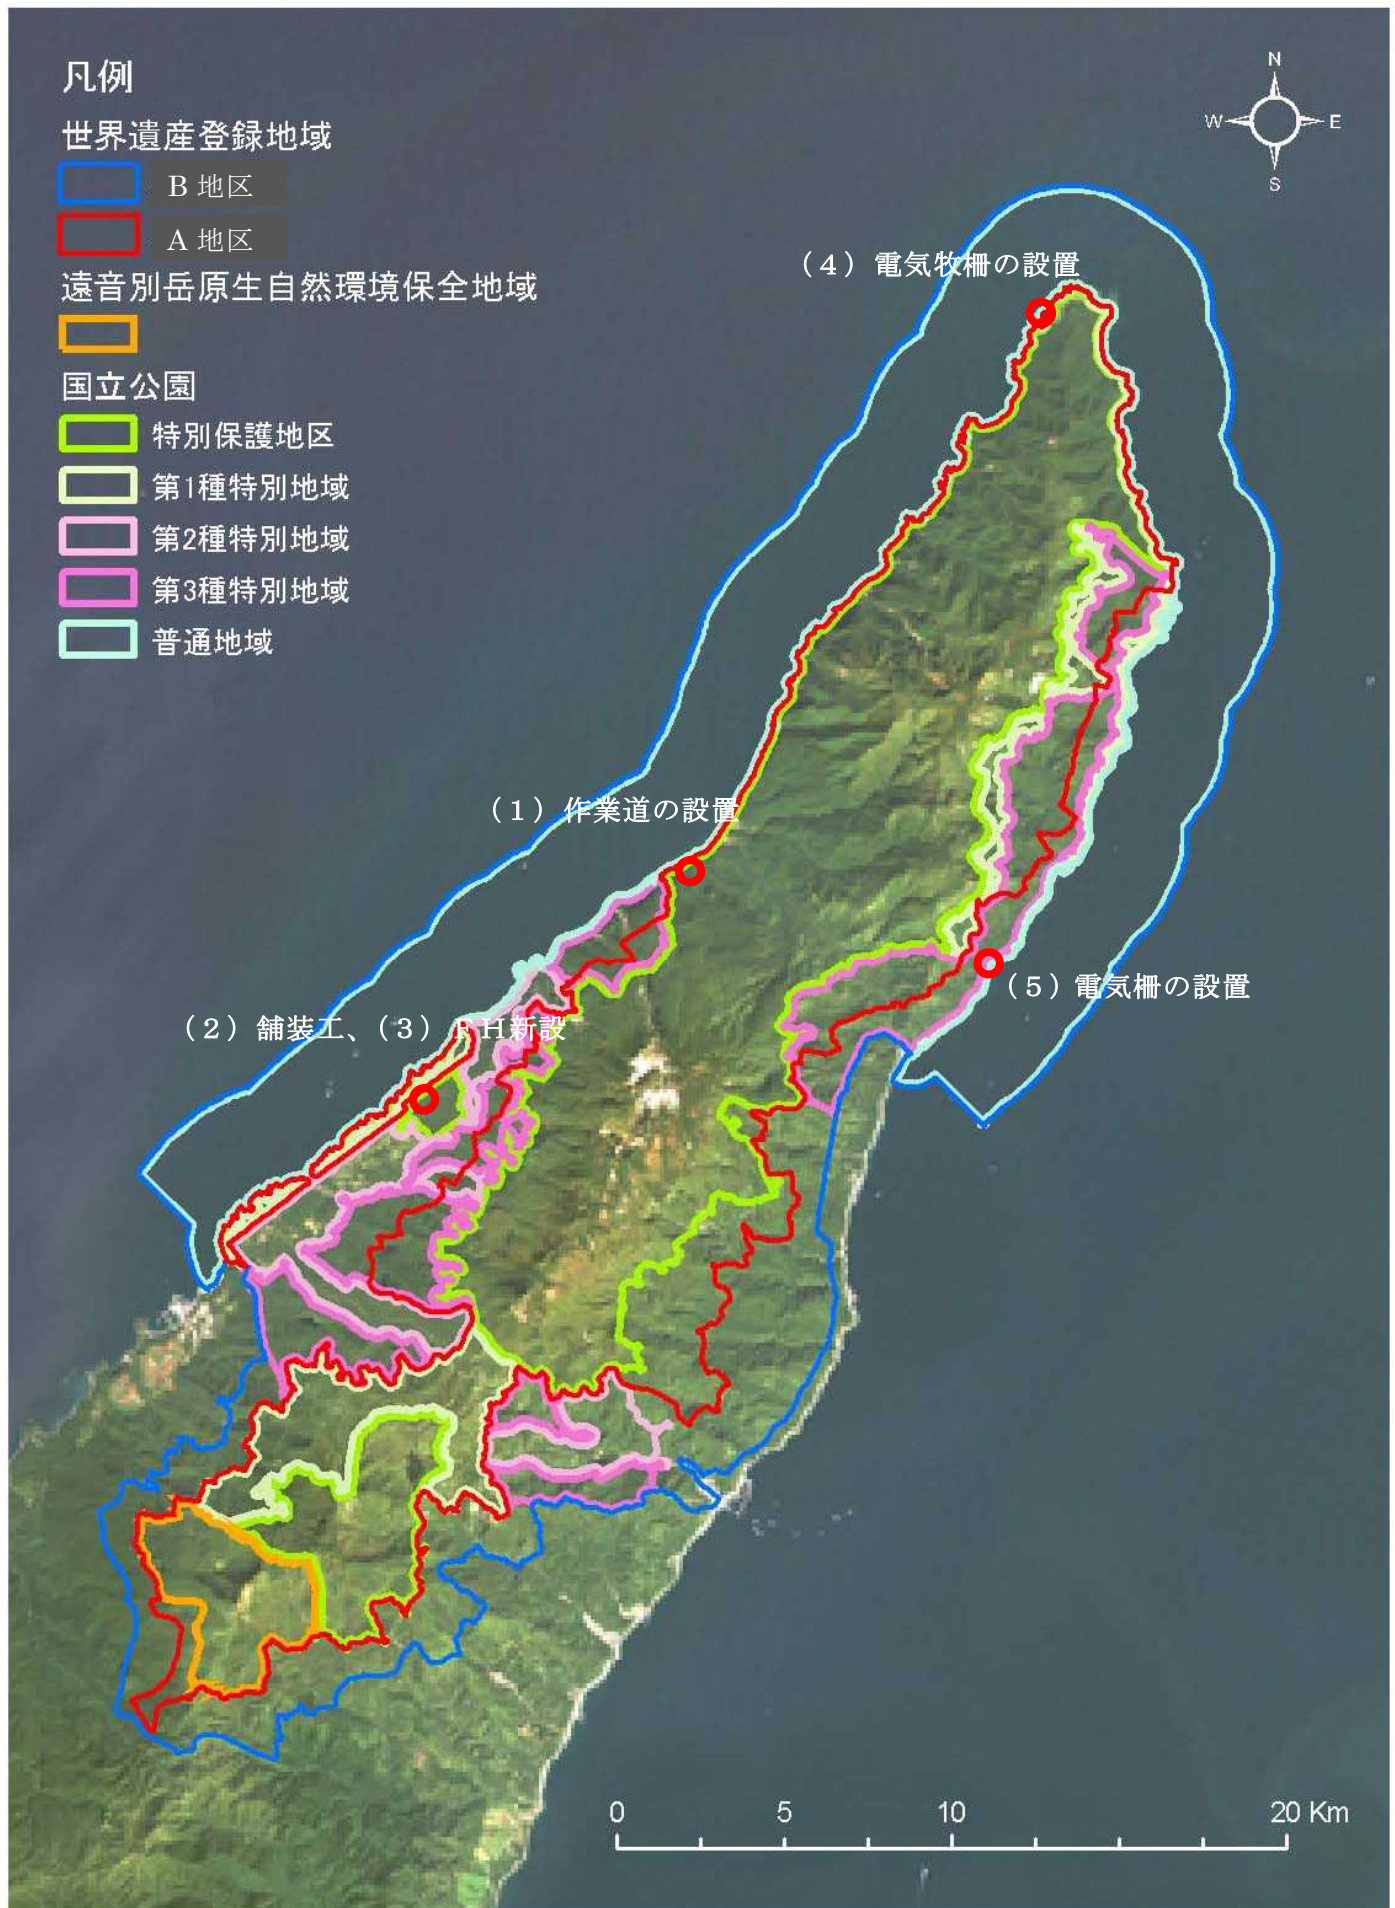 凡例
世界遺産登録地域
B 地区
A 地区
遠音別岳原生自然環境保全地域
国立公園
特別保護地区
第1種特別地域
第2種特別地域
第3種特別地域
普通地域
N
W E
S
（４）電気牧柵の設置
（１）作業道の設置
（５）電気柵の設置
（２）舗装工、（３）ＦＨ新設
0 5 10 20 Km